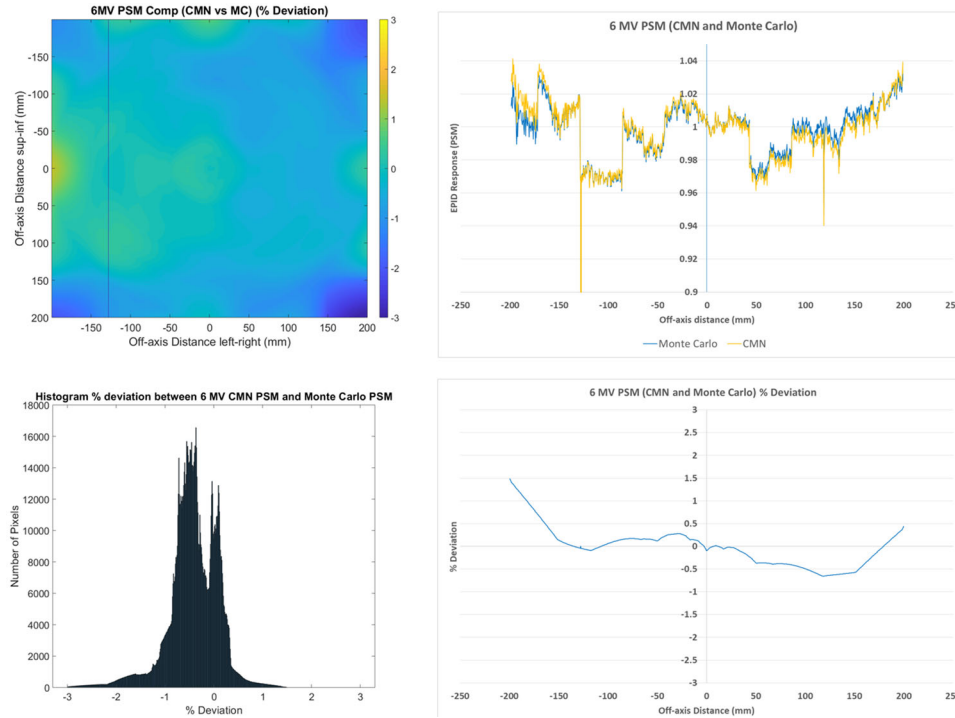 6MV PSM Comp (CMN vs MC) (% Deviation)
Off-axis Distance sup-inf (mm)
-150
-100
-50
0
50
100
150
200
-150 -100 -50 0 50 100 150 200
Off-axis Distance left-right (mm)
3
2
1
0
-1
-2
-3
6 MV PSM (CMN and Monte Carlo)
EPID Response (PSM)
1.04
1.02
1
0.98
0.96
0.94
0.92
0.9
-250 -200 -150 -100 -50 0 50 100 150 200 25
Off-axis distance (mm)
Monte Carlo CMN
Histogram % deviation between 6 MV CMN PSM and Monte Carlo PSM
Number of Pixels
18000
16000
14000
12000
10000
8000
6000
4000
2000
0
-3 -2 -1 0 1 2 3
% Deviation
6 MV PSM (CMN and Monte Carlo) % Deviation
% Deviation
3
2.5
2
1.5
1
0.5
0
-0.5
-1
-1.5
-2
-2.5
-3
-250 -200 -150 -100 -50 0 50 100 150 200 25
Off-axis Distance (mm)